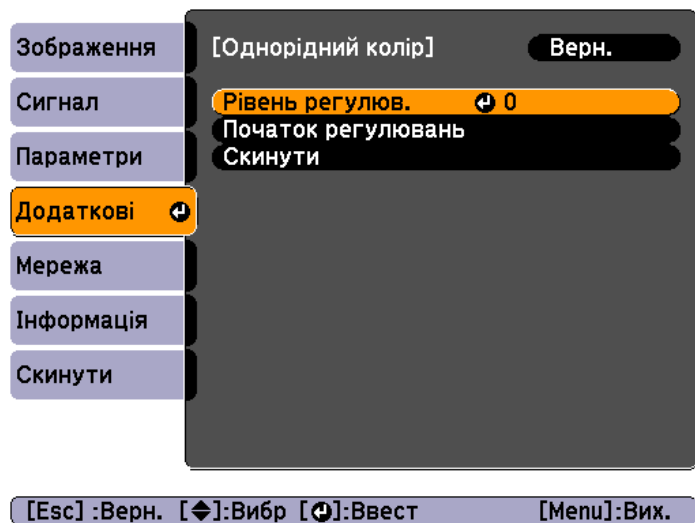 Зображення
Сигнал
Параметри
Додаткові
Мережа
Інформація
Скинути
[Однорідний колір] Верн.
Рівень регулюв. 0
Початок регулювань
Скинути
[Esc] :Верн. [◆]:Вибр [⏎]:Ввест [Menu]:Вих.